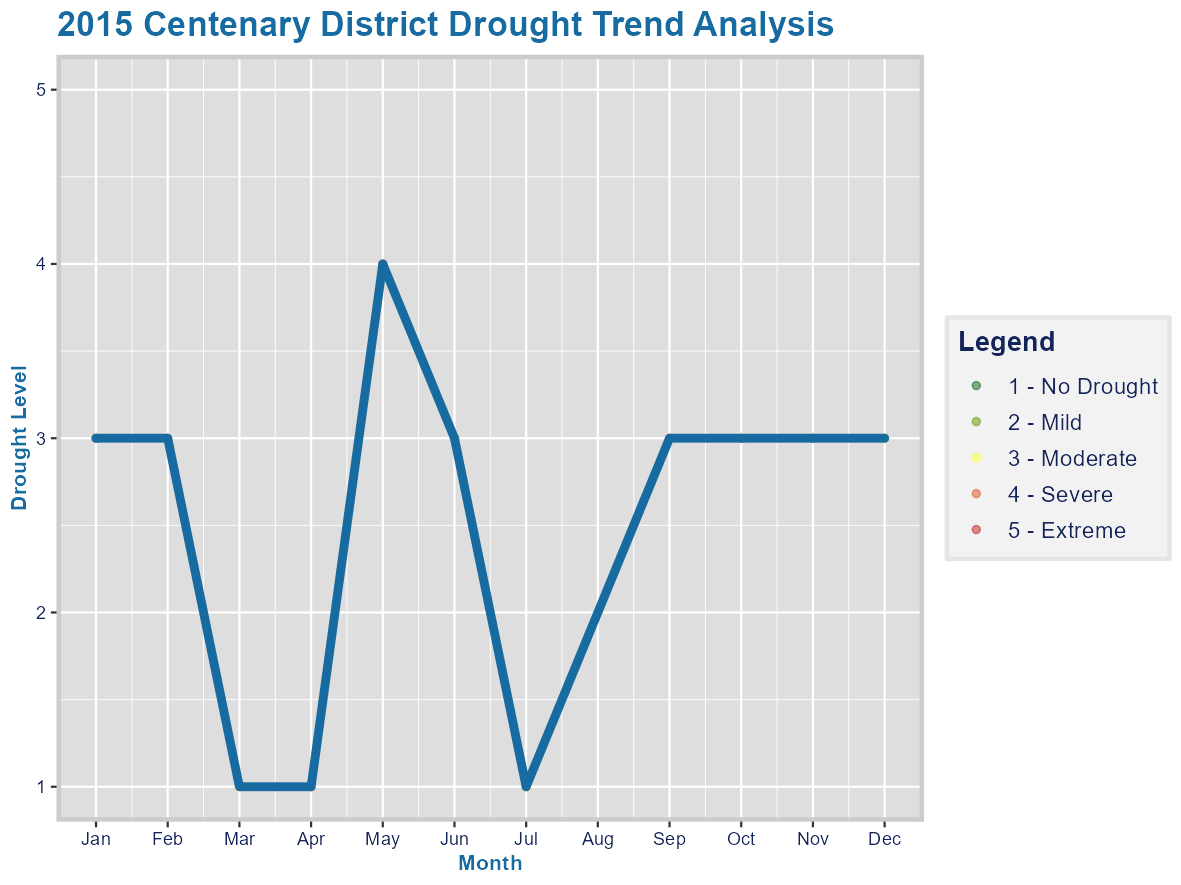 2015 Centenary District Drought Trend Analysis
5
4
3
2
1
Drought Level
Jan Feb Mar Apr May Jun Jul Aug Sep Oct Nov Dec
Month
Legend
1 - No Drought
2 - Mild
3 - Moderate
4 - Severe
5 - Extreme